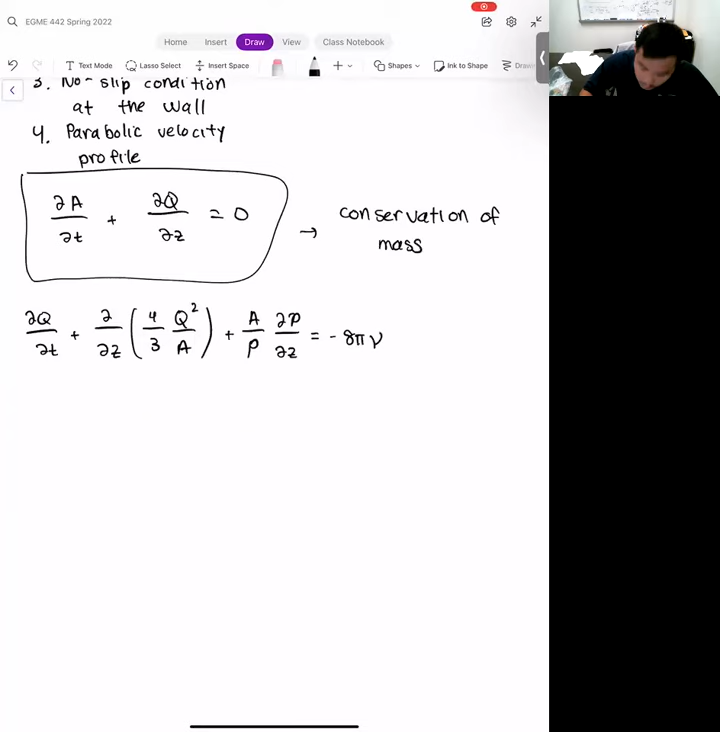 EGME 442 Spring 2022
Home Insert Draw View Class Notebook
Text Mode Lasso Select Insert Space Shapes Ink to Shape Draw
3. No-slip condition
at the wall
4. Parabolic velocity
profile
∂A/∂t + ∂Q/∂z = 0 → conservation of
mass
∂Q/∂t + ∂/∂z (4/3 Q²/A) + A/ρ ∂P/∂z = - 8πν